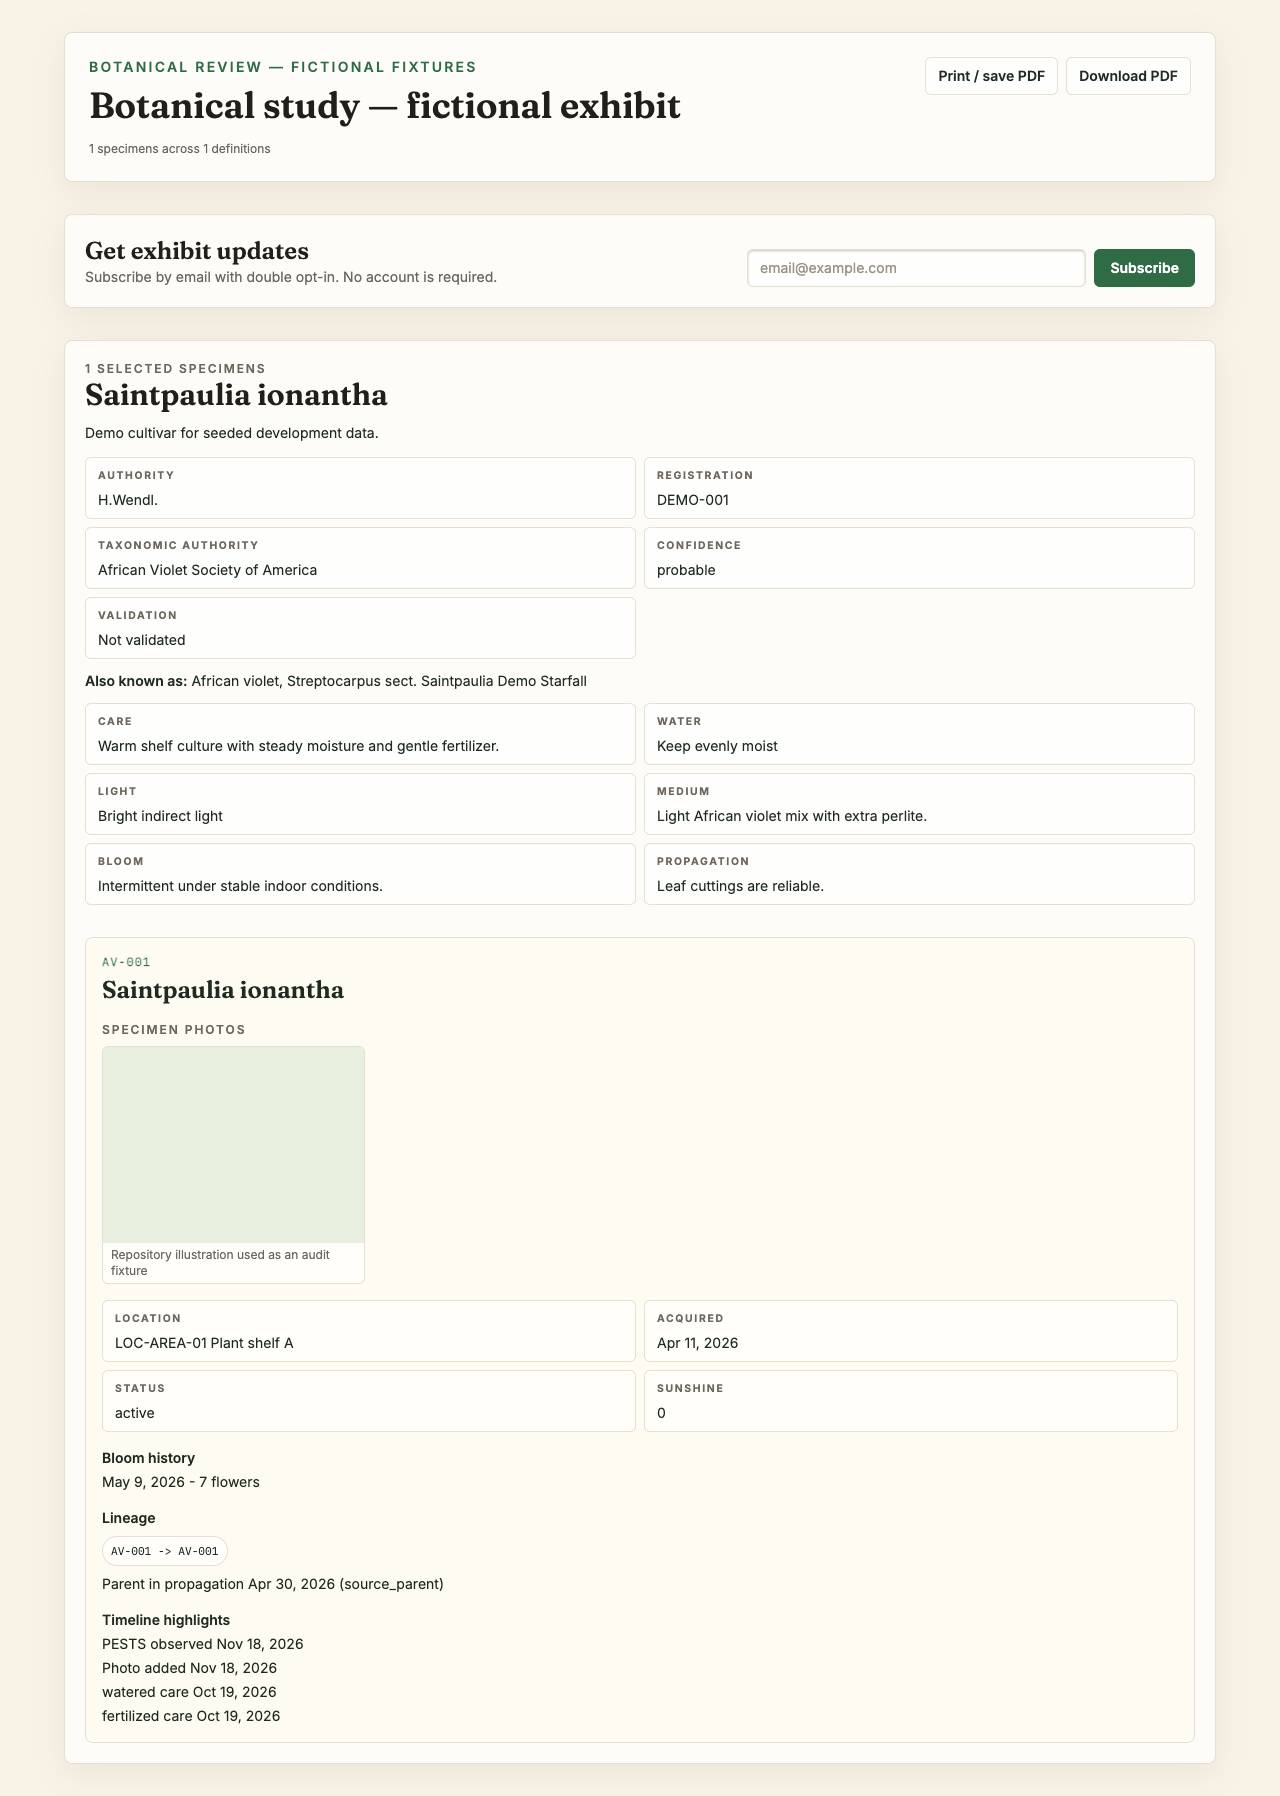 BOTANICAL REVIEW — FICTIONAL FIXTURES
Botanical study — fictional exhibit
1 specimens across 1 definitions
Print / save PDF
Download PDF
Get exhibit updates
Subscribe by email with double opt-in. No account is required.
email@example.com
Subscribe
1 SELECTED SPECIMENS
Saintpaulia ionantha
Demo cultivar for seeded development data.
AUTHORITY
H.Wendl.
REGISTRATION
DEMO-001
TAXONOMIC AUTHORITY
African Violet Society of America
CONFIDENCE
probable
VALIDATION
Not validated
Also known as: African violet, Streptocarpus sect. Saintpaulia Demo Starfall
CARE
Warm shelf culture with steady moisture and gentle fertilizer.
WATER
Keep evenly moist
LIGHT
Bright indirect light
MEDIUM
Light African violet mix with extra perlite.
BLOOM
Intermittent under stable indoor conditions.
PROPAGATION
Leaf cuttings are reliable.
AV-001
Saintpaulia ionantha
SPECIMEN PHOTOS
Repository illustration used as an audit
fixture
LOCATION
LOC-AREA-01 Plant shelf A
ACQUIRED
Apr 11, 2026
STATUS
active
SUNSHINE
0
Bloom history
May 9, 2026 - 7 flowers
Lineage
AV-001 -> AV-001
Parent in propagation Apr 30, 2026 (source_parent)
Timeline highlights
PESTS observed Nov 18, 2026
Photo added Nov 18, 2026
watered care Oct 19, 2026
fertilized care Oct 19, 2026